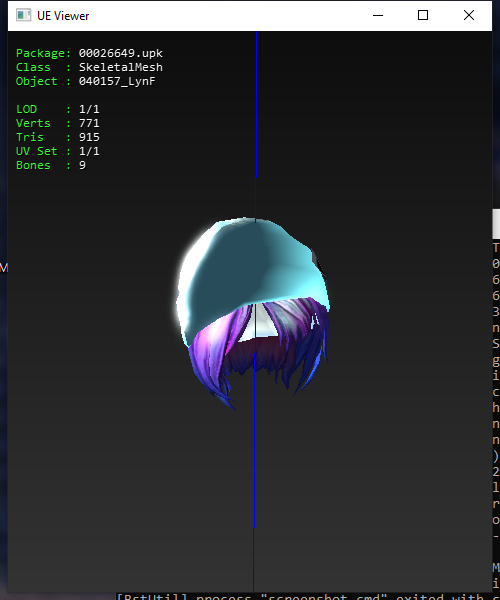 UE Viewer
Package: 00026649.upk
Class  : SkeletalMesh
Object : 040157_LynF
LOD    : 1/1
Verts  : 771
Tris   : 915
UV Set : 1/1
Bones  : 9
M
T
0
6
6
3
n
S
g
i
c
h
n
n
)
2
l
r
o
-
M
i
[BstUtil] process "screenshot.cmd" exited with c